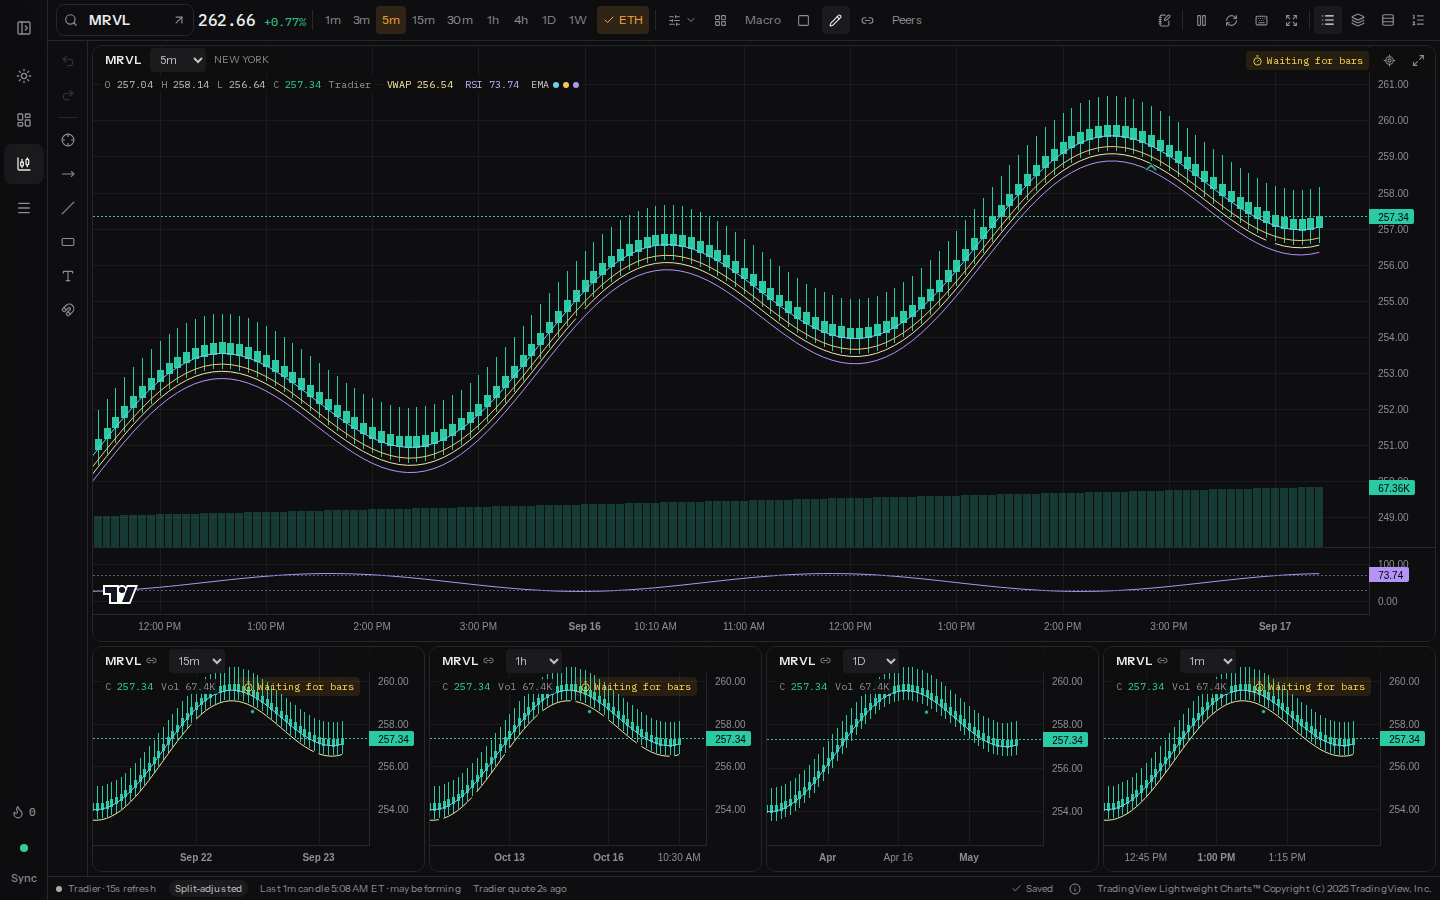 MRVL 262.66 +0.77% 1m 3m 5m 15m 30m 1h 4h 1D 1W ETH Macro Peers
MRVL 5m NEW YORK Waiting for bars
O 257.04 H 258.14 L 256.64 C 257.34 Tradier VWAP 256.54 RSI 73.74 EMA
261.00
260.00
259.00
258.00
257.34
257.00
256.00
255.00
254.00
253.00
252.00
251.00
67.36K
249.00
100.00
73.74
0.00
12:00 PM 1:00 PM 2:00 PM 3:00 PM Sep 16 10:10 AM 11:00 AM 12:00 PM 1:00 PM 2:00 PM 3:00 PM Sep 17
MRVL 15m
C 257.34 Vol 67.4K Waiting for bars
260.00
258.00
257.34
256.00
254.00
Sep 22 Sep 23
MRVL 1h
C 257.34 Vol 67.4K Waiting for bars
260.00
258.00
257.34
256.00
254.00
Oct 13 Oct 16 10:30 AM
MRVL 1D
C 257.34 Vol 67.4K
260.00
258.00
257.34
256.00
254.00
Apr Apr 16 May
MRVL 1m
C 257.34 Vol 67.4K Waiting for bars
260.00
258.00
257.34
256.00
254.00
12:45 PM 1:00 PM 1:15 PM
0
Sync
Tradier · 15s refresh Split-adjusted Last 1m candle 5:08 AM ET · may be forming Tradier quote 2s ago Saved TradingView Lightweight Charts™ Copyright (c) 2025 TradingView, Inc.